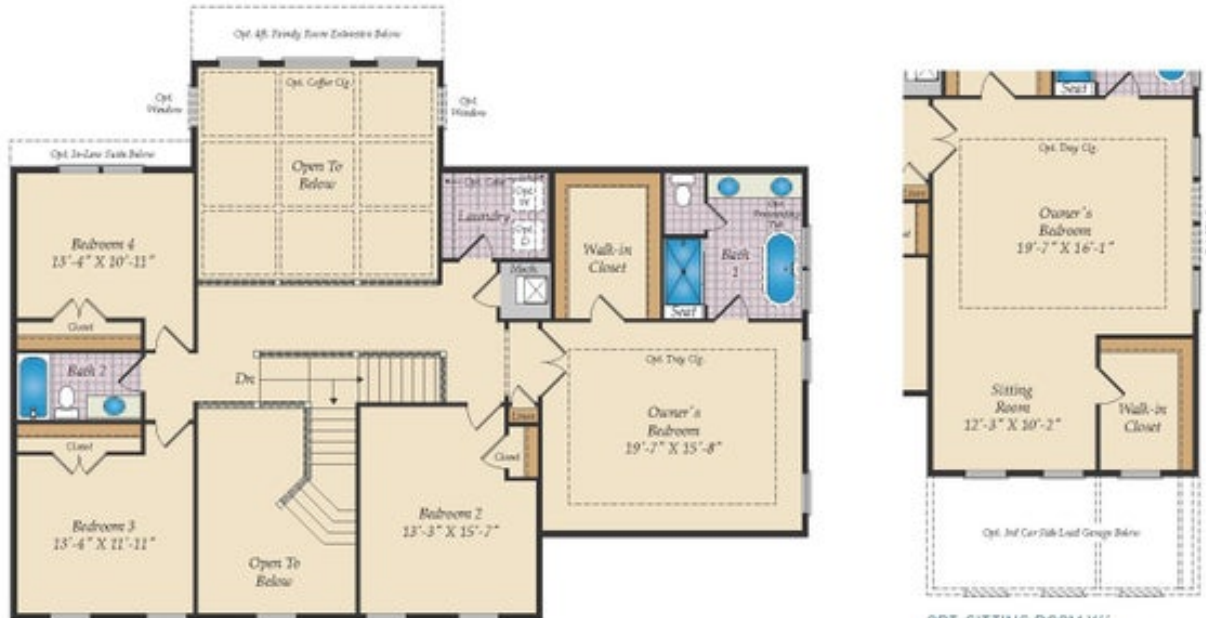 Opt. 4ft. Family Room Extension Below
Opt. Coffer Clg.
Opt.
Window
Opt.
Window
Opt. In-Law Suite Below
Open To
Below
Bedroom 4
13'-4" X 10'-11"
Closet
Bath 2
Closet
Bedroom 3
13'-4" X 11'-11"
Dn
Open To
Below
Bedroom 2
13'-3" X 15'-7"
Closet
Linen
Laundry
Opt.
W
Opt.
D
Mech.
Walk-in
Closet
Bath
1
Seat
Opt.
Tub
Opt. Tray Clg.
Owner's
Bedroom
19'-7" X 15'-8"
Seat
Opt. Tray Clg.
Owner's
Bedroom
19'-7" X 16'-1"
Linen
Sitting
Room
12'-3" X 10'-2"
Walk-in
Closet
Opt. 3rd Car Side Load Garage Below